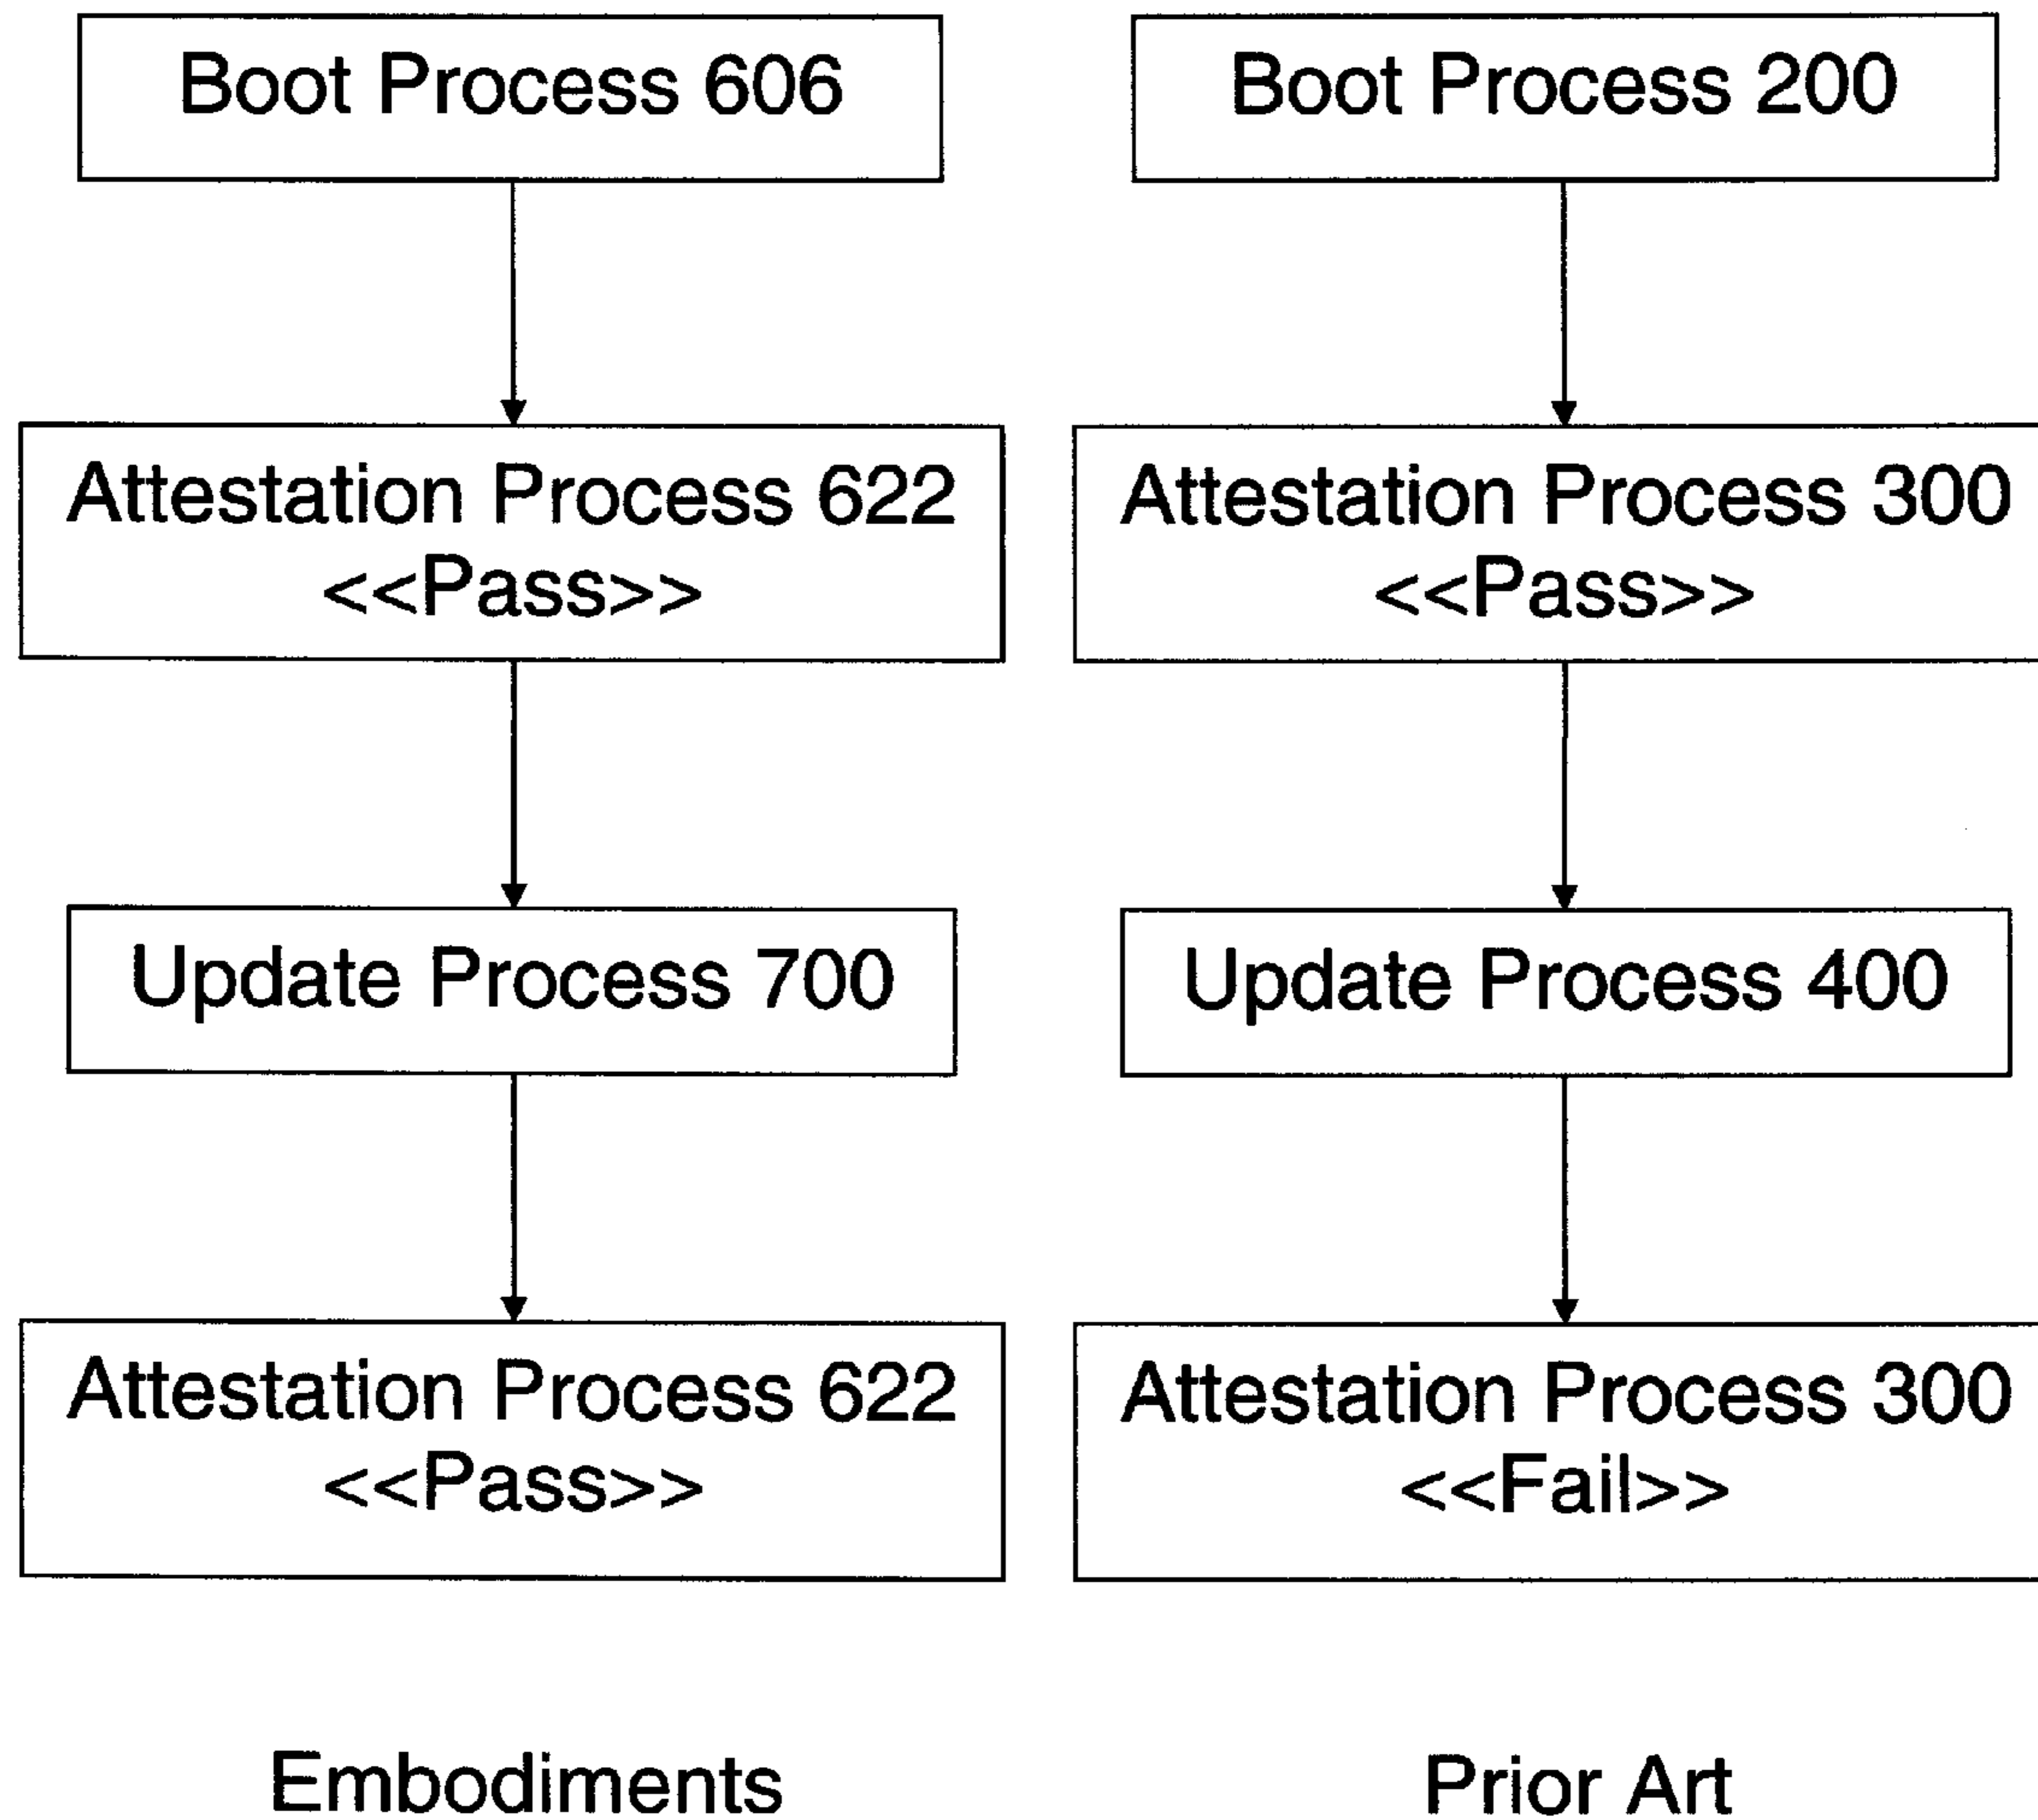 Boot Process 606
Attestation Process 622
<<Pass>>
Update Process 700
Attestation Process 622
<<Pass>>
Embodiments
Boot Process 200
Attestation Process 300
<<Pass>>
Update Process 400
Attestation Process 300
<<Fail>>
Prior Art